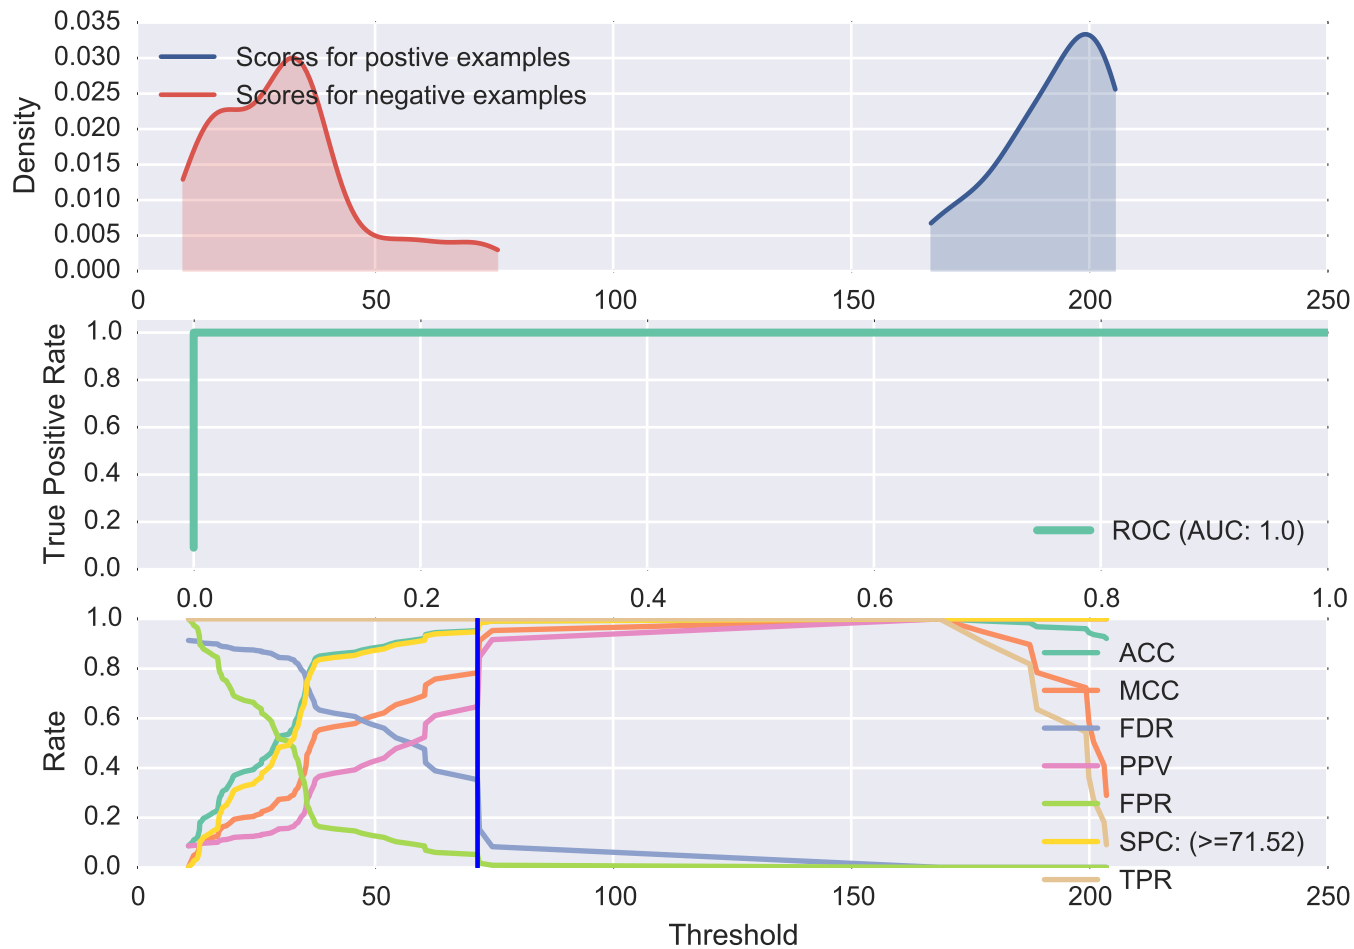 0.035
0.030
0.025
0.020
0.015
0.010
0.005
0.000
Density
Scores for postive examples
Scores for negative examples
0 50 100 150 200 250
1.0
0.8
0.6
0.4
0.2
0.0
True Positive Rate
ROC (AUC: 1.0)
0.0 0.2 0.4 0.6 0.8 1.0
1.0
0.8
0.6
0.4
0.2
0.0
Rate
ACC
MCC
FDR
PPV
FPR
SPC: (>=71.52)
TPR
0 50 100 150 200 250
Threshold